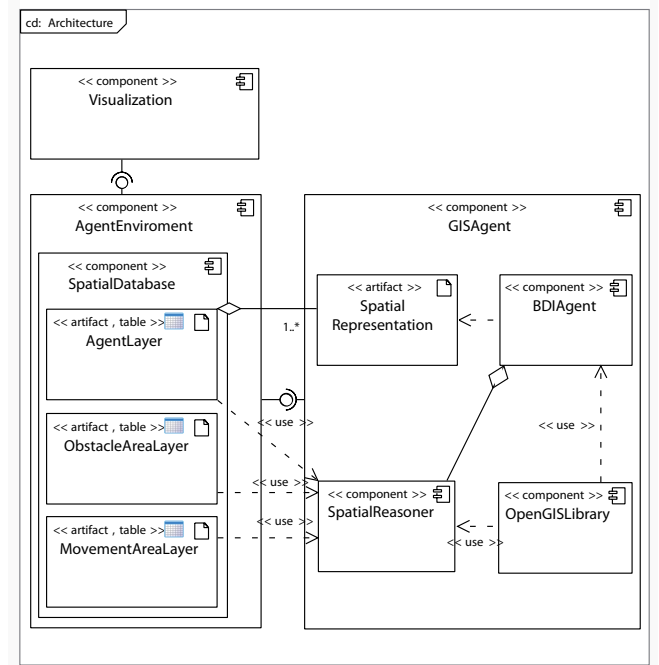 cd: Architecture
<< component >>
Visualization
<< component >>
AgentEnviroment
<< component >>
SpatialDatabase
<< artifact , table >>
AgentLayer
<< artifact , table >>
ObstacleAreaLayer
<< artifact , table >>
MovementAreaLayer
<< component >>
GISAgent
<< artifact >>
Spatial
Representation
<< component >>
BDIAgent
1..*
<< use >>
<< use >>
<< use >>
<< use >>
<< component >>
SpatialReasoner
<< component >>
OpenGISLibrary
<< use >>